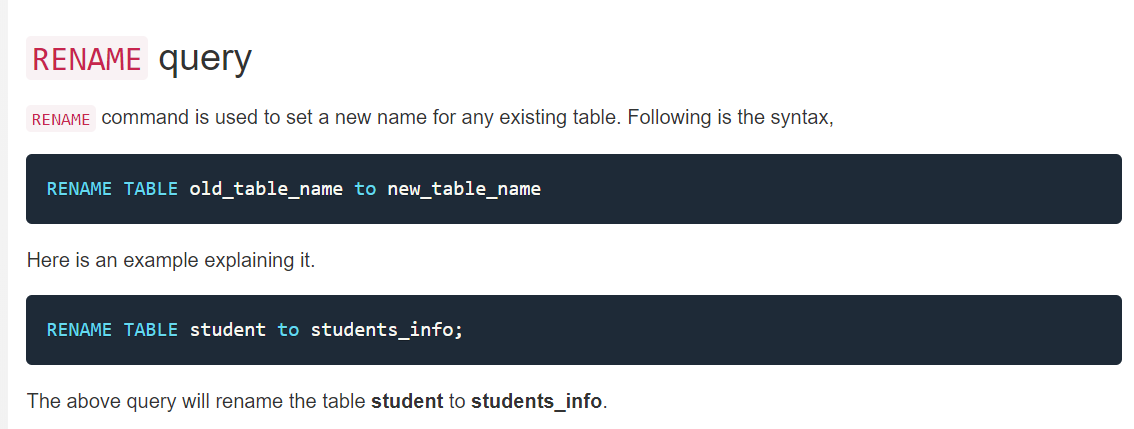 RENAME query
RENAME command is used to set a new name for any existing table. Following is the syntax,
RENAME TABLE old_table_name to new_table_name
Here is an example explaining it.
RENAME TABLE student to students_info;
The above query will rename the table student to students_info.